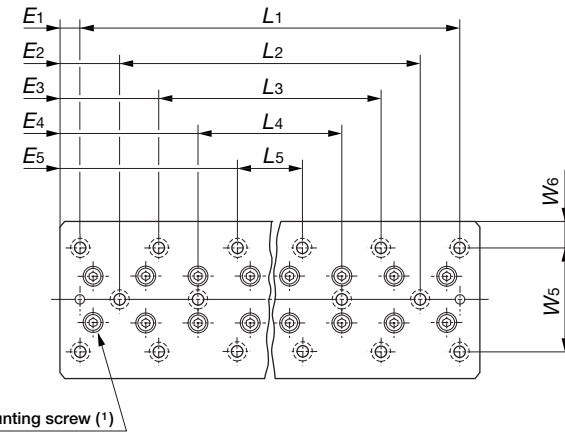 E1 L1
E2 L2
E3 L3
E4 L4
E5 L5
W6
W5
unting screw (1)